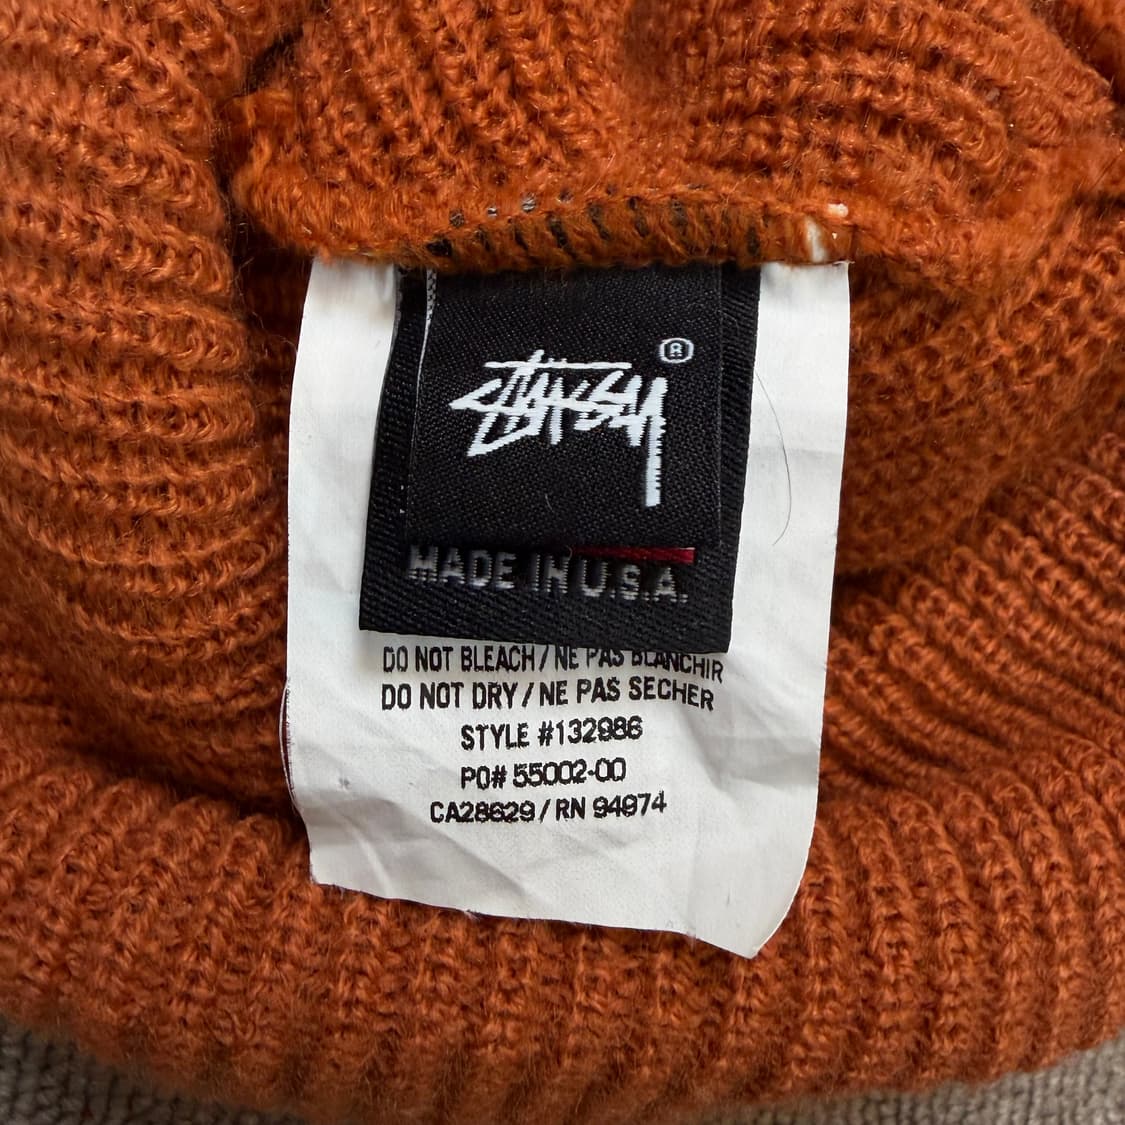 STÜSSY ®
MADE IN U.S.A.
DO NOT BLEACH / NE PAS BLANCHIR
DO NOT DRY / NE PAS SECHER
STYLE #132986
PO# 55002-00
CA28629 / RN 94974